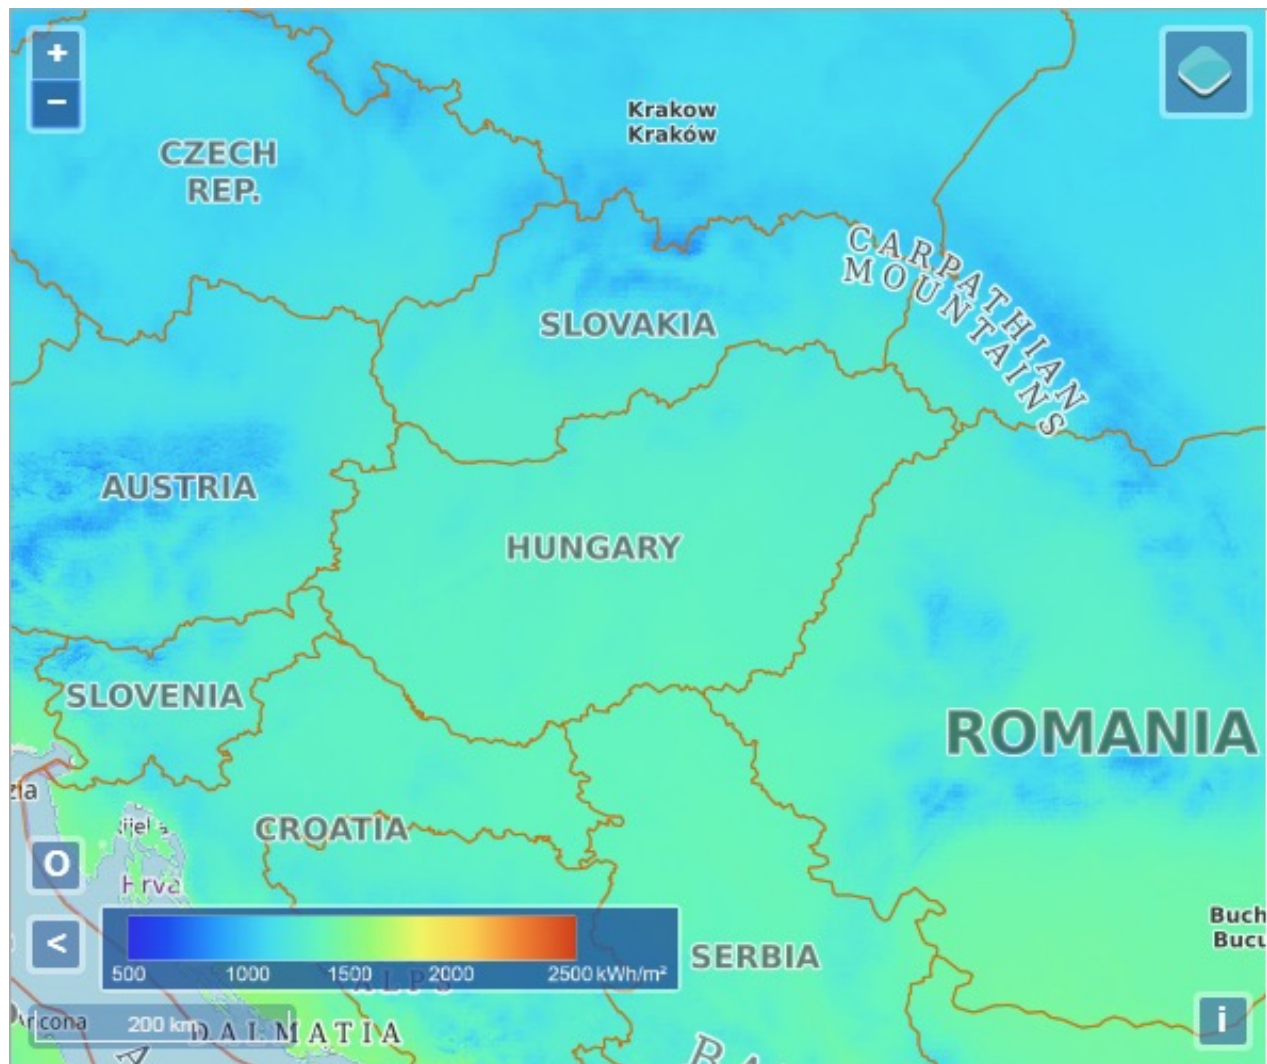 +
−
Krakow
Kraków
CZECH
REP.
CARPATHIAN
MOUNTAINS
SLOVAKIA
AUSTRIA
HUNGARY
SLOVENIA
ROMANIA
CROATIA
O
<
500 1000 1500 2000 2500 kWh/m²
ALPS
SERBIA
200 km
DALMATIA
i